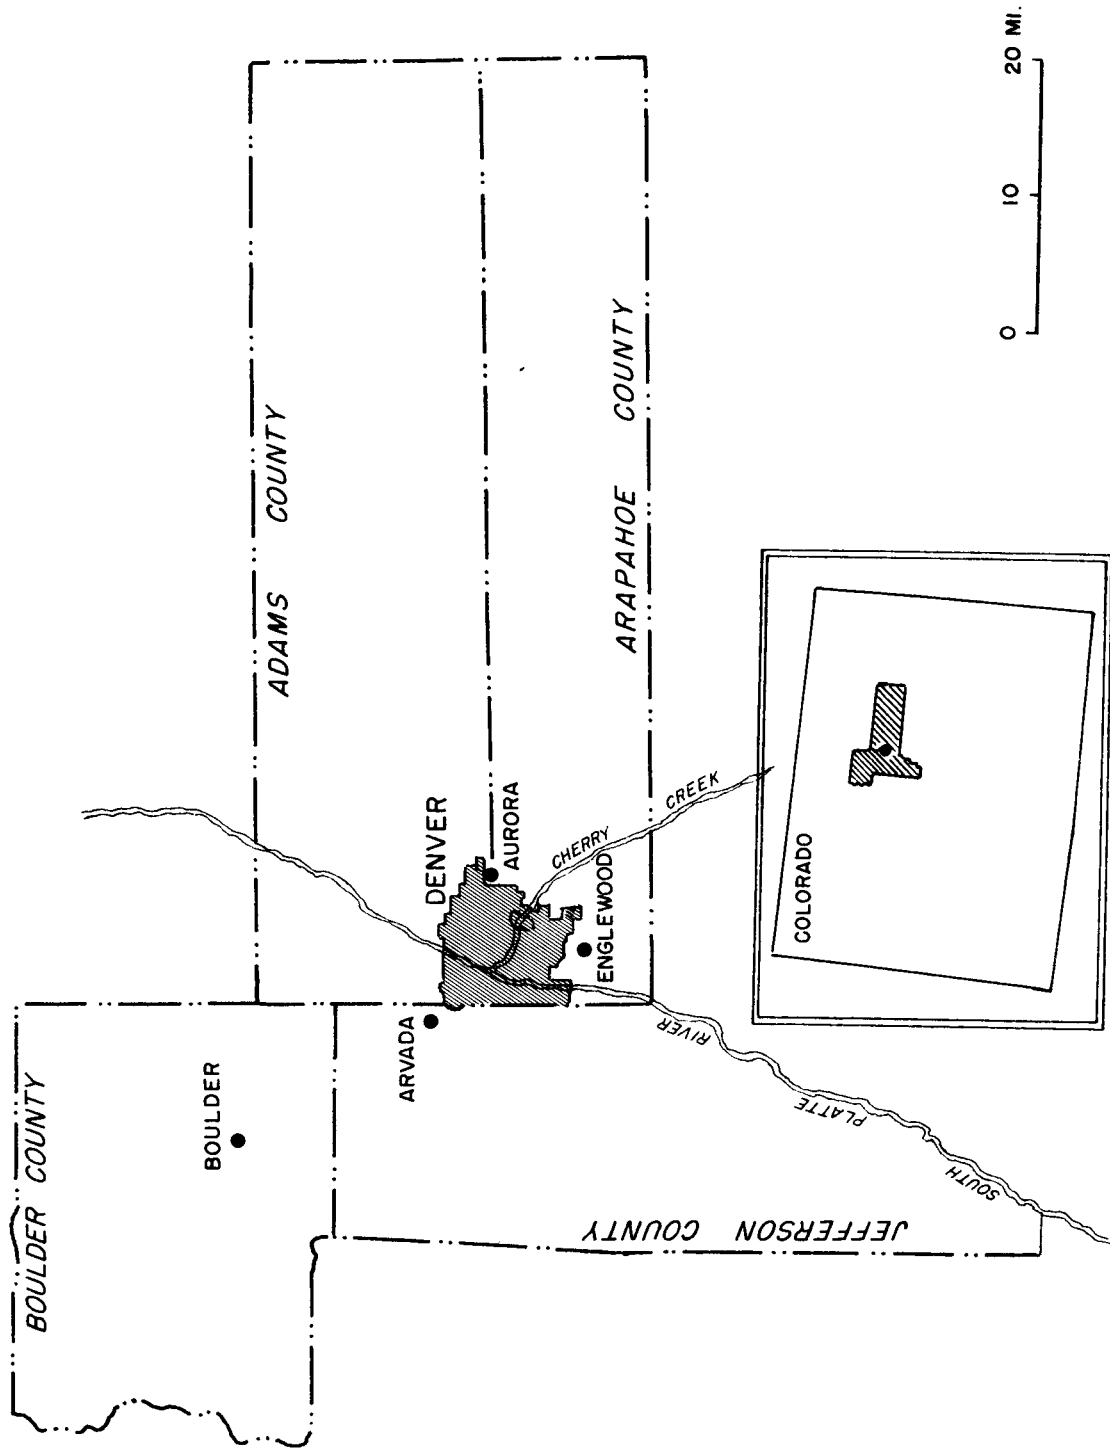 BOULDER COUNTY
BOULDER
ADAMS COUNTY
ARVADA
DENVER
AURORA
CHERRY CREEK
ENGLEWOOD
ARAPAHOE COUNTY
JEFFERSON COUNTY
SOUTH PLATTE RIVER
COLORADO
0 10 20 MI.